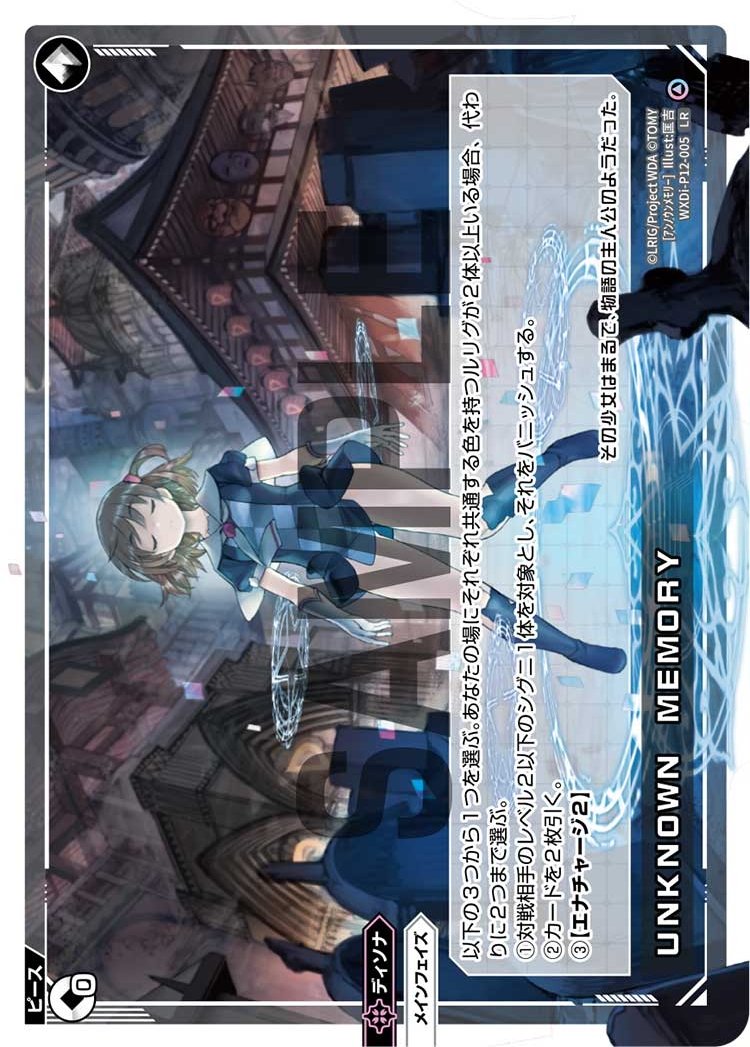 ピース
0
ディソナ
メインフェイズ
SAMPLE
以下の3つから1つを選ぶ。あなたの場にそれぞれ共通する色を持つルリグが2体以上いる場合、代わ
りに2つまで選ぶ。
①対戦相手のレベル2以下のシグニ1体を対象とし、それをバニッシュする。
②カードを2枚引く。
③[エナチャージ2]
その少女はまるで、物語の主人公のようだった。
UNKNOWN MEMORY
©LRIG/ProjectWDA ©TOMY
[アンノウンメモリー] Illust:匡吉
WXDi-P12-005 LR